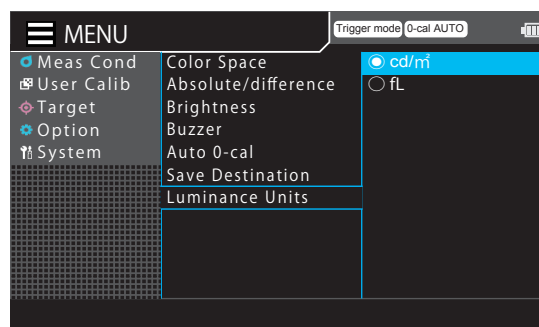 MENU
Trigger mode 0-cal AUTO
Meas Cond
User Calib
Target
Option
System
Color Space
Absolute/difference
Brightness
Buzzer
Auto 0-cal
Save Destination
Luminance Units
cd/㎡
fL